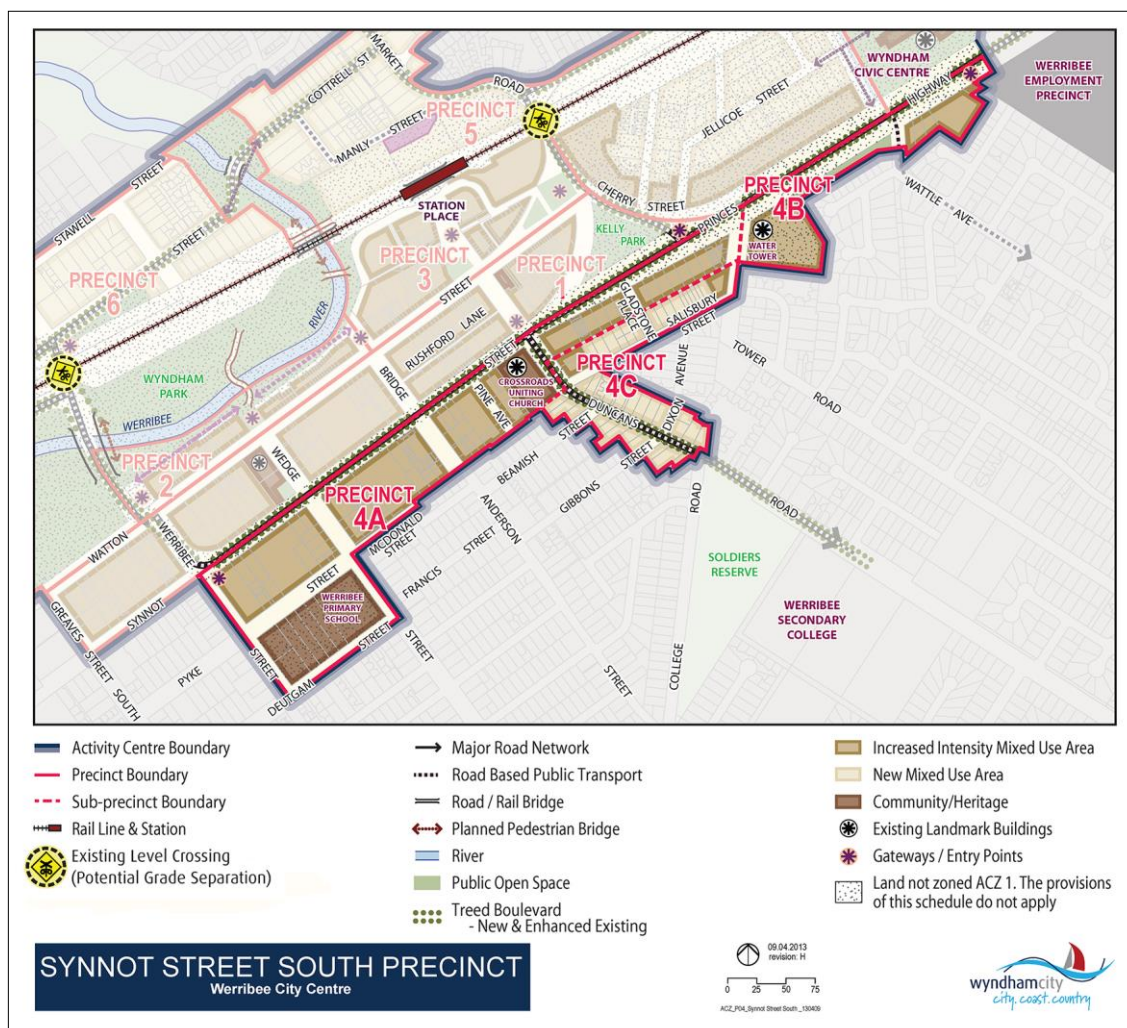 COTTRELL ST
MARKET
ROAD
PRECINCT
5
MANLY STREET
STAWELL STREET
STREET
PRECINCT
6
STATION
PLACE
PRECINCT
3
PRECINCT
1
STREET
RUSHFORD LANE
KELLY PARK
CHERRY
STREET
JELLICOE STREET
WYNDHAM
CIVIC CENTRE
HIGHWAY
WERRIBEE
EMPLOYMENT
PRECINCT
PRINCES
PRECINCT
4B
WATER
TOWER
WATTLE AVE
GLADSTONE
PLACE
SALISBURY
STREET
TOWER
ROAD
PRECINCT
4C
DUNCANS
ROAD
DIXON AVENUE
STREET
CROSSROADS
UNITING
CHURCH
PINE AVE
BRIDGE
WEDGE
WYNDHAM
PARK
WERRIBEE
RIVER
PRECINCT
2
WERRIBEE
WATTON
SYNNOT
GREAVES
STREET SOUTH
PYKE
STREET
DEUTGAM STREET
WERRIBEE
PRIMARY
SCHOOL
STREET
PRECINCT
4A
MCDONALD
STREET
FRANCIS
STREET
ANDERSON
STREET
STREET
BEAMISH STREET
GIBBONS STREET
COLLEGE
ROAD
SOLDIERS
RESERVE
WERRIBEE
SECONDARY
COLLEGE
Activity Centre Boundary
Precinct Boundary
Sub-precinct Boundary
Rail Line & Station
Existing Level Crossing
(Potential Grade Separation)
Major Road Network
Road Based Public Transport
Road / Rail Bridge
Planned Pedestrian Bridge
River
Public Open Space
Treed Boulevard
- New & Enhanced Existing
Increased Intensity Mixed Use Area
New Mixed Use Area
Community/Heritage
Existing Landmark Buildings
Gateways / Entry Points
Land not zoned ACZ 1. The provisions
of this schedule do not apply
SYNNOT STREET SOUTH PRECINCT
Werribee City Centre
09.04.2013
revision: H
0 25 50 75
ACZ_P04_Synnot Street South _130409
wyndhamcity
city. coast. country